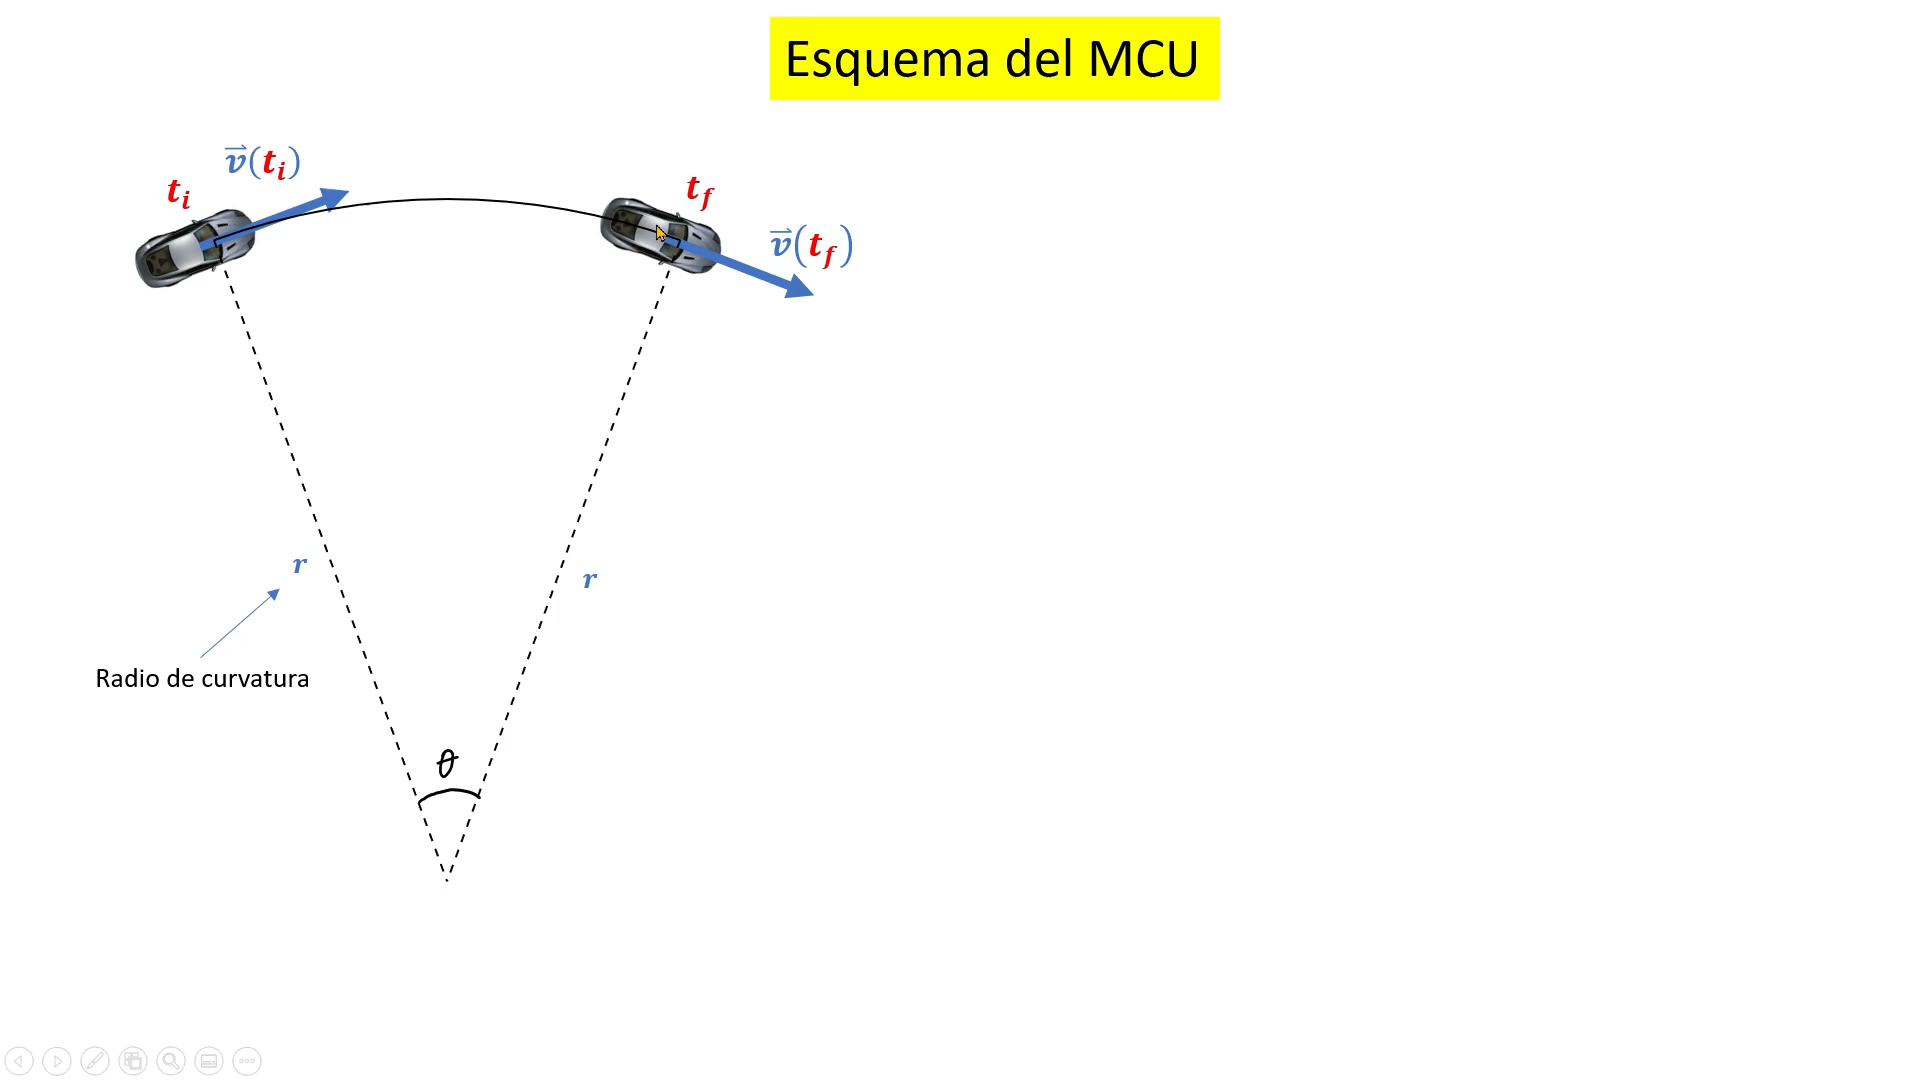 Esquema del MCU
v⃗(tᵢ)
tᵢ
t_f
v⃗(t_f)
r
r
Radio de curvatura
θ